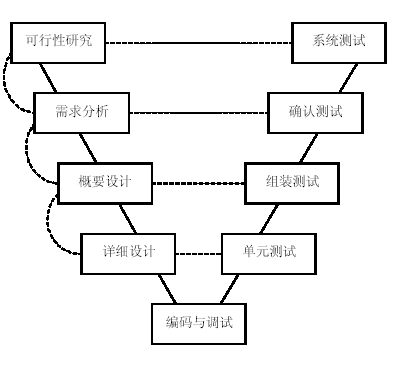 可行性研究
系统测试
需求分析
确认测试
概要设计
组装测试
详细设计
单元测试
编码与调试